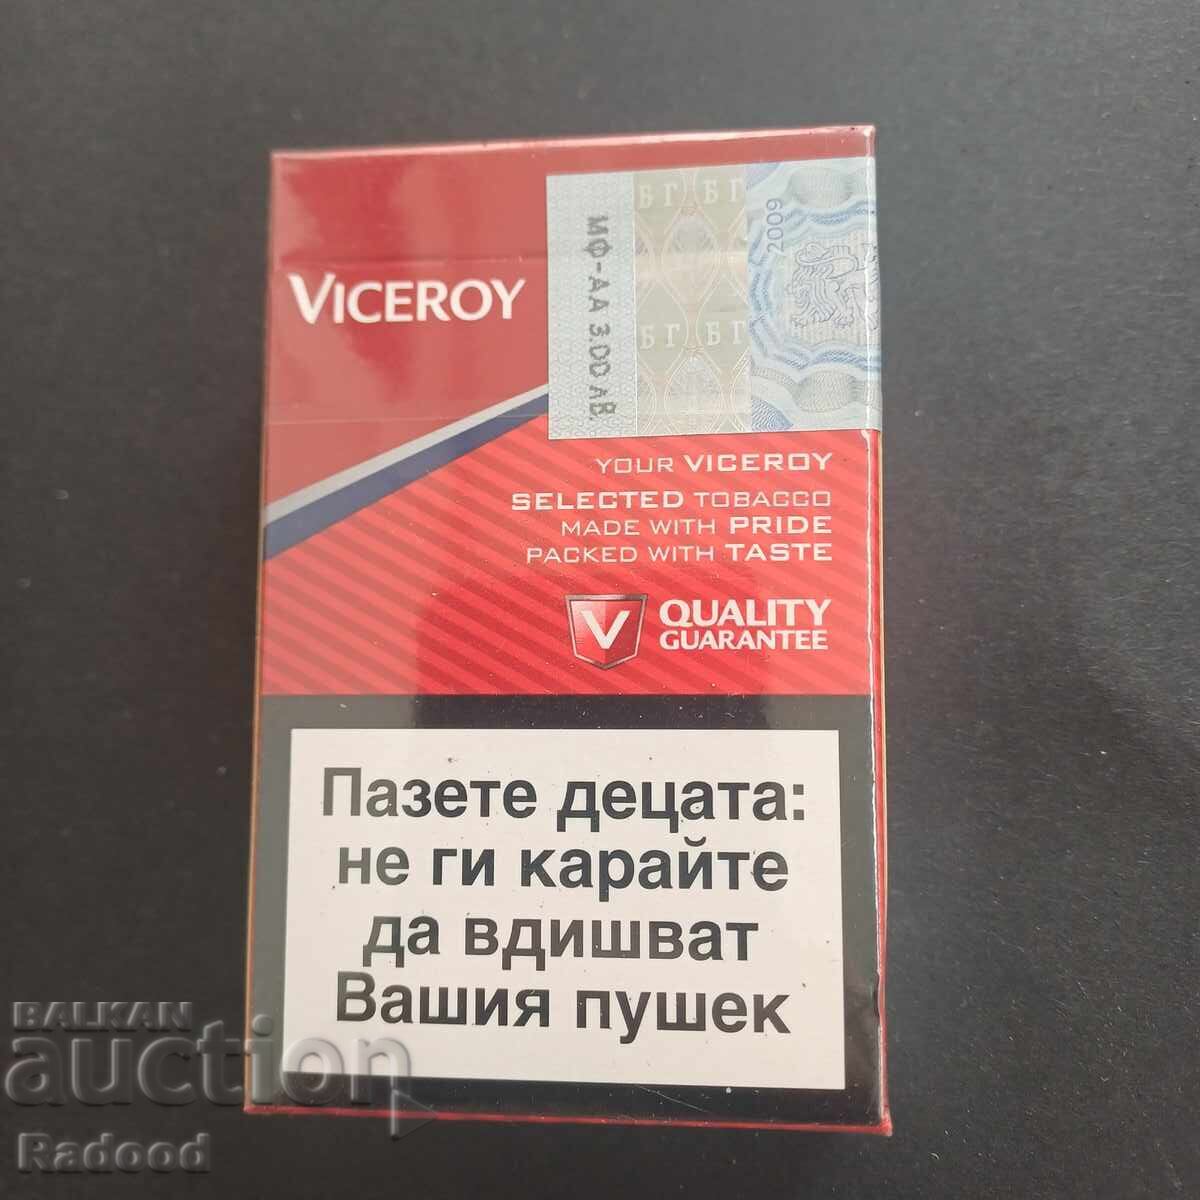 VICEROY
БГ БГ
БГ БГ
МФ-АА 3.00 лв.
2009
YOUR VICEROY
SELECTED TOBACCO
MADE WITH PRIDE
PACKED WITH TASTE
V QUALITY
GUARANTEE
Пазете децата:
не ги карайте
да вдишват
Вашия пушек
BALKAN
auction
Radood